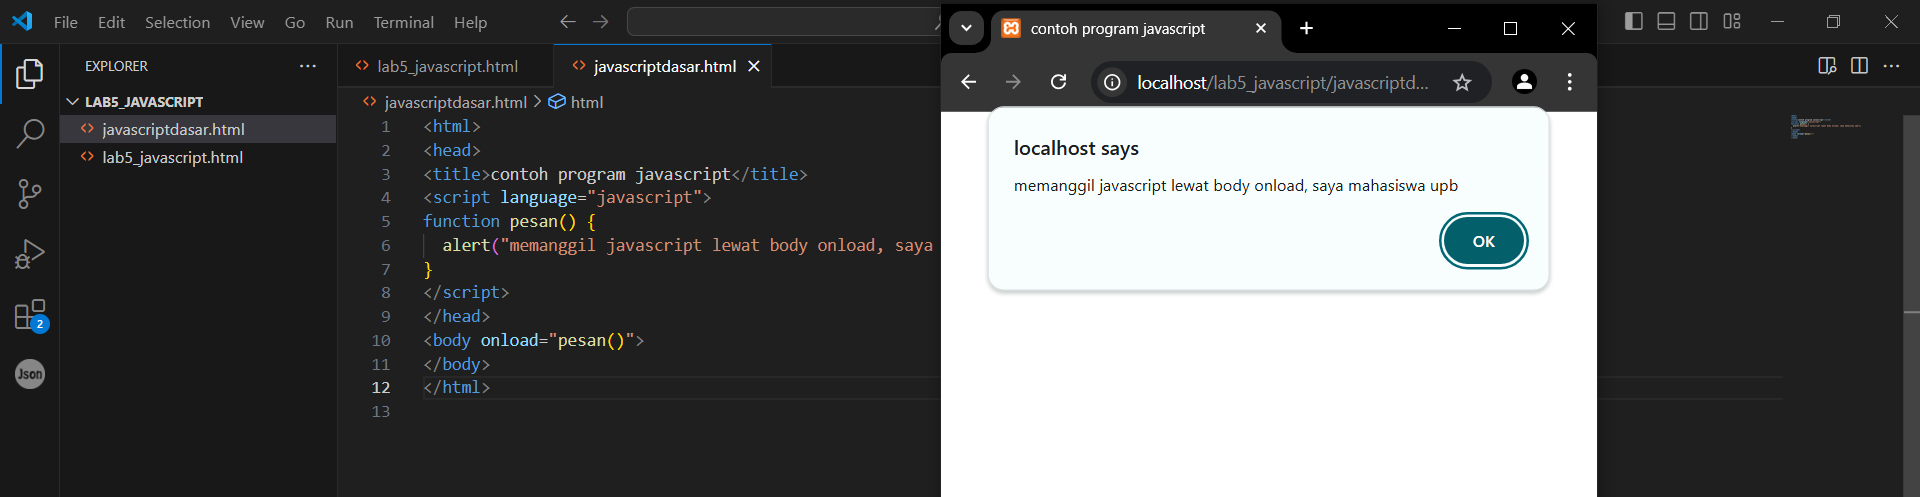 File Edit Selection View Go Run Terminal Help
EXPLORER
LAB5_JAVASCRIPT
javascriptdasar.html
lab5_javascript.html
2
Json
lab5_javascript.html
javascriptdasar.html
javascriptdasar.html > html
1 <html>
2 <head>
3 <title>contoh program javascript</title>
4 <script language="javascript">
5 function pesan() {
6 alert("memanggil javascript lewat body onload, saya
7 }
8 </script>
9 </head>
10 <body onload="pesan()">
11 </body>
12 </html>
13
contoh program javascript
localhost/lab5_javascript/javascriptd...
localhost says
memanggil javascript lewat body onload, saya mahasiswa upb
OK